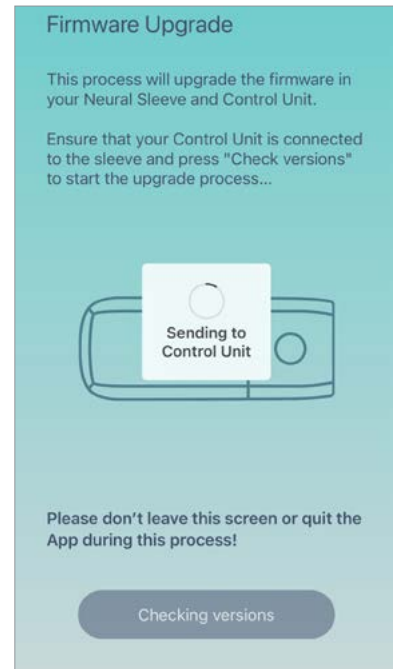 Firmware Upgrade
This process will upgrade the firmware in
your Neural Sleeve and Control Unit.
Ensure that your Control Unit is connected
to the sleeve and press "Check versions"
to start the upgrade process...
Sending to
Control Unit
Please don't leave this screen or quit the
App during this process!
Checking versions